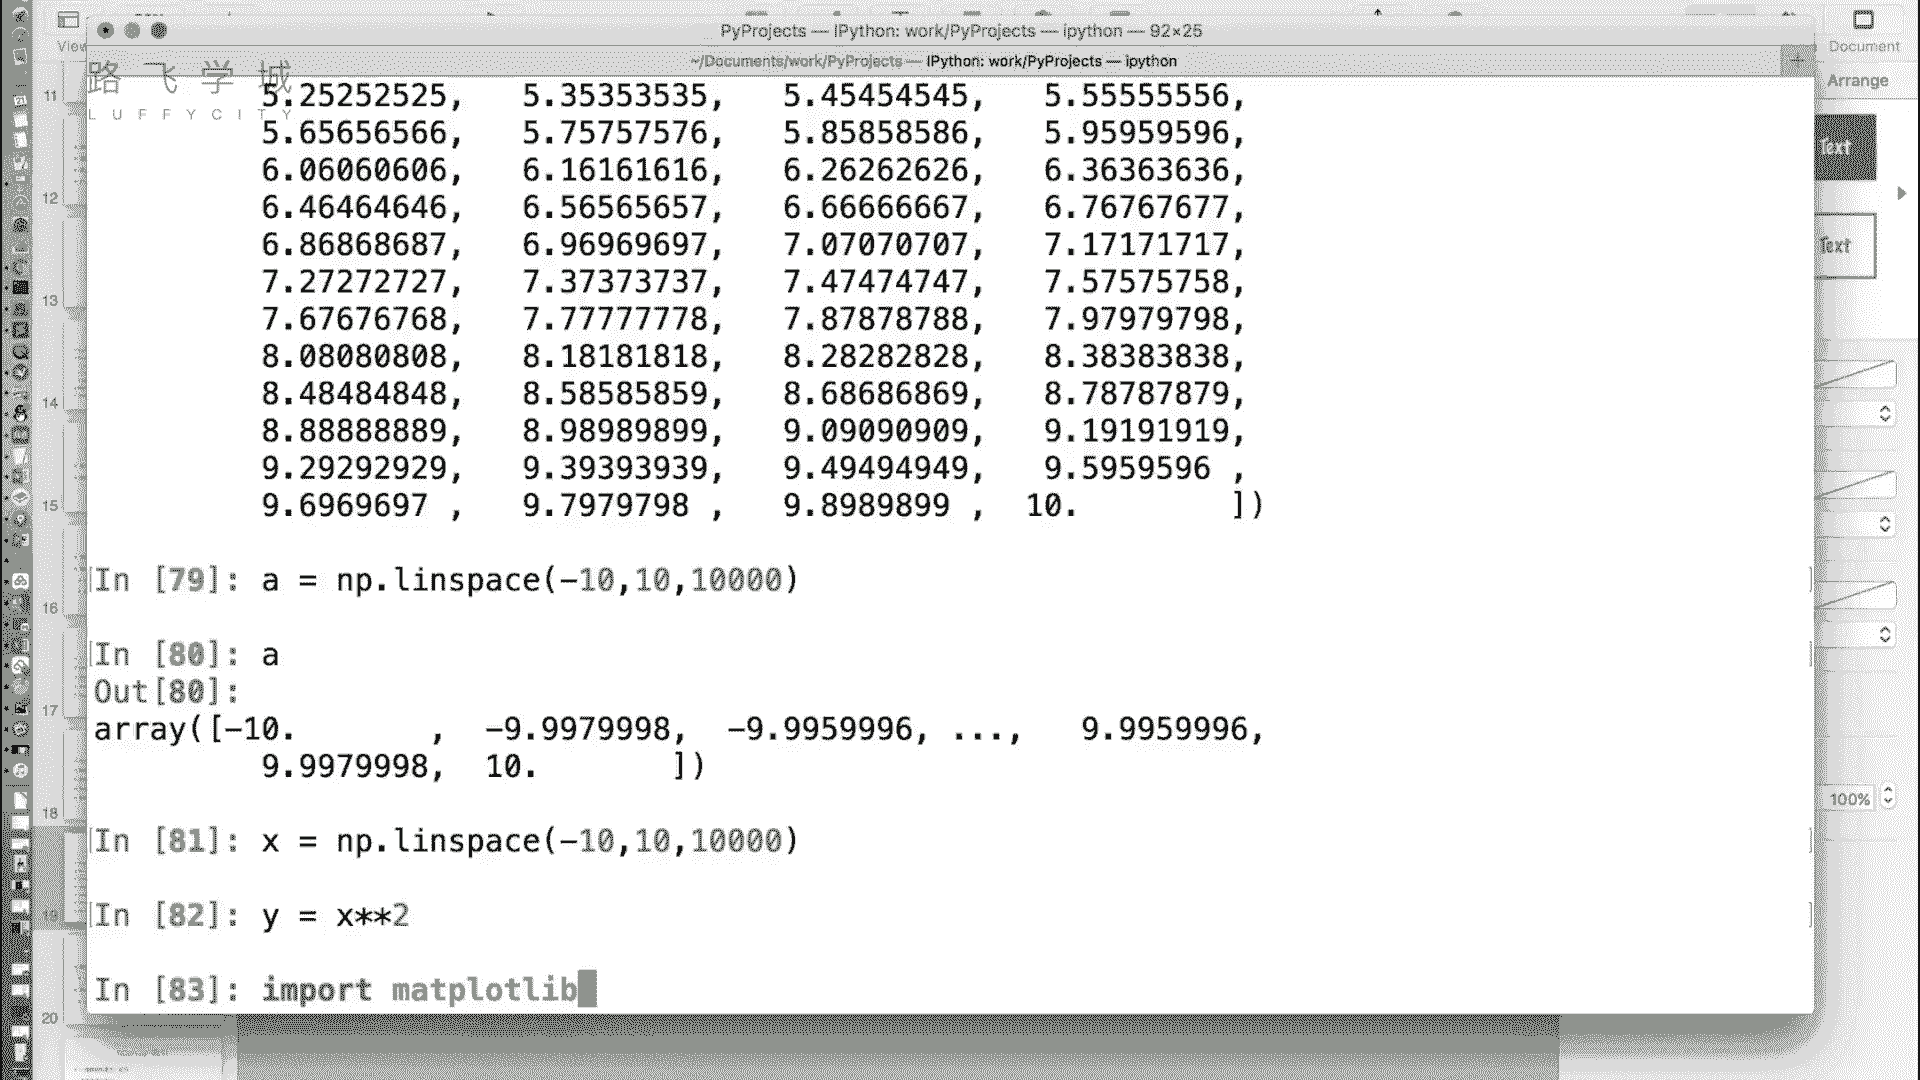 PyProjects — IPython: work/PyProjects — ipython — 92×25
View
Document
~/Documents/work/PyProjects — IPython: work/PyProjects — ipython
+
Arrange
路飞学城
LUFFYCITY
5.25252525, 5.35353535, 5.45454545, 5.55555556,
5.65656566, 5.75757576, 5.85858586, 5.95959596,
6.06060606, 6.16161616, 6.26262626, 6.36363636,
6.46464646, 6.56565657, 6.66666667, 6.76767677,
6.86868687, 6.96969697, 7.07070707, 7.17171717,
7.27272727, 7.37373737, 7.47474747, 7.57575758,
7.67676768, 7.77777778, 7.87878788, 7.97979798,
8.08080808, 8.18181818, 8.28282828, 8.38383838,
8.48484848, 8.58585859, 8.68686869, 8.78787879,
8.88888889, 8.98989899, 9.09090909, 9.19191919,
9.29292929, 9.39393939, 9.49494949, 9.5959596 ,
9.6969697 , 9.7979798 , 9.8989899 , 10. ])
In [79]: a = np.linspace(-10,10,10000)
In [80]: a
Out[80]:
array([-10. , -9.9979998, -9.9959996, ..., 9.9959996,
9.9979998, 10. ])
In [81]: x = np.linspace(-10,10,10000)
In [82]: y = x**2
In [83]: import matplotlib
11
12
13
14
15
16
17
18
19
20
Text
Text
100%